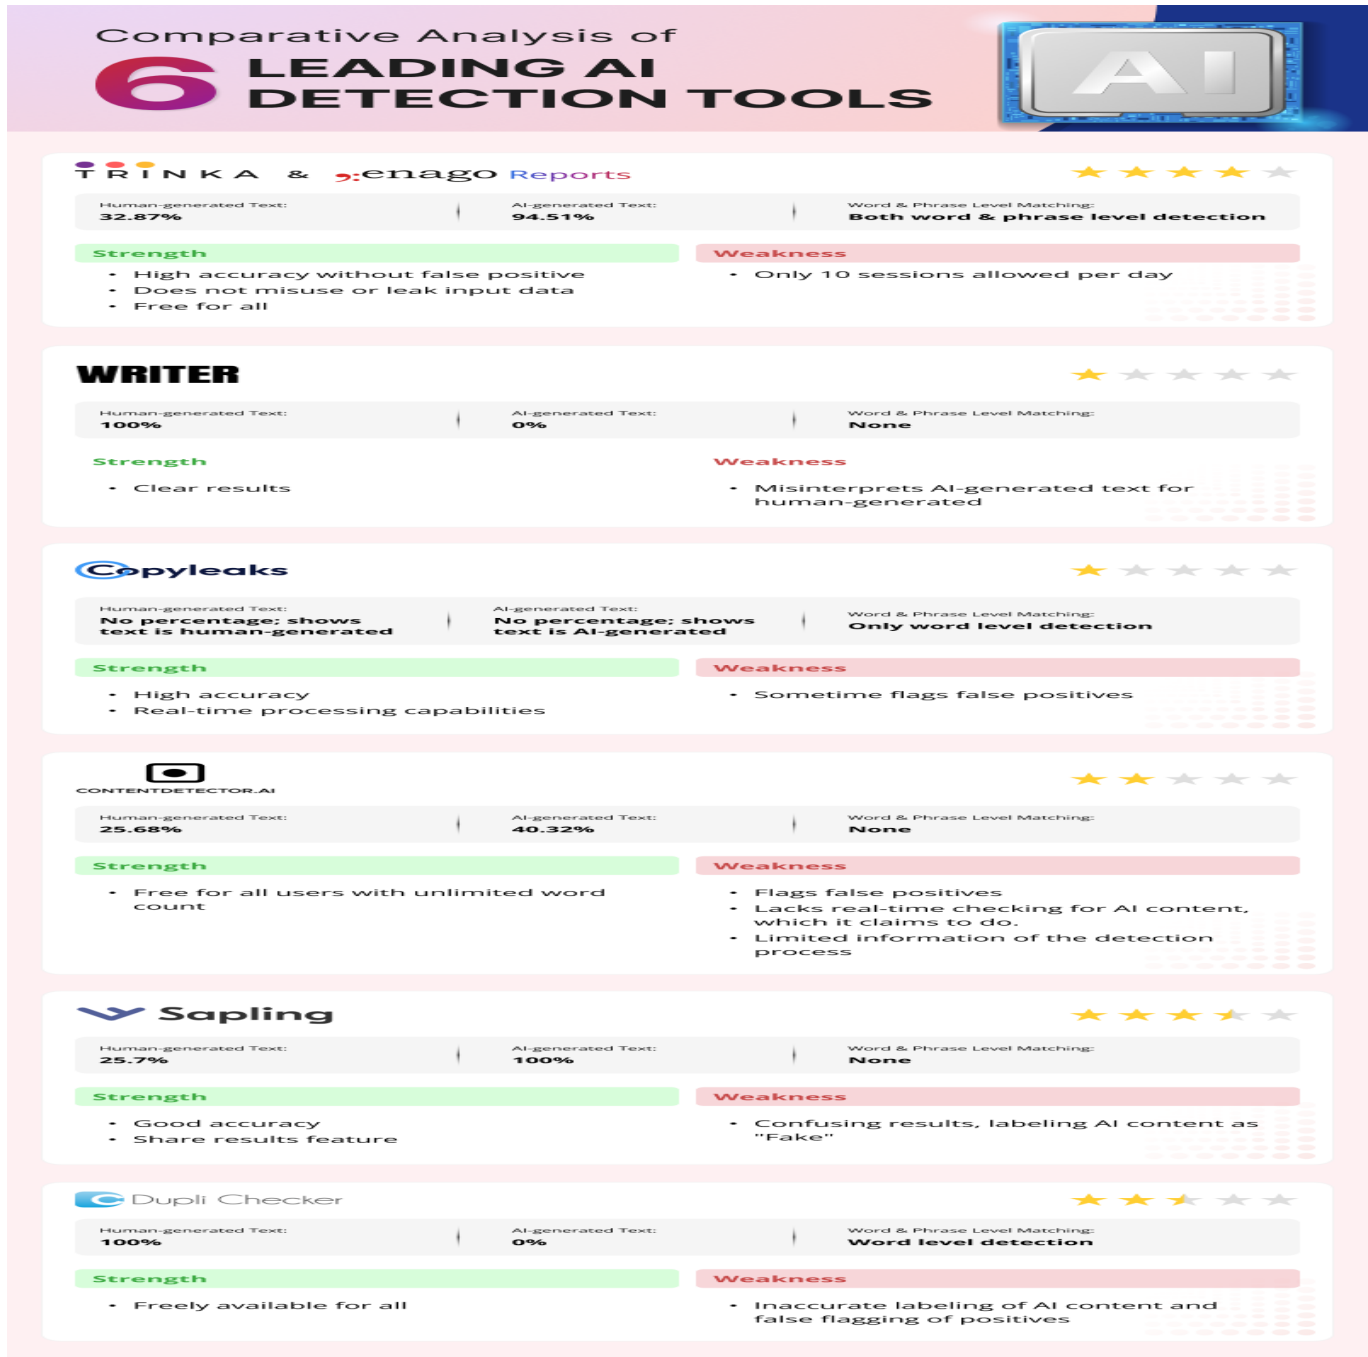 Comparative Analysis of
6 LEADING AI
DETECTION TOOLS
AI
TRINKA & enago Reports
Human-generated Text:
32.87%
AI-generated Text:
94.51%
Word & Phrase Level Matching:
Both word & phrase level detection
Strength
• High accuracy without false positive
• Does not misuse or leak input data
• Free for all
Weakness
• Only 10 sessions allowed per day
WRITER
Human-generated Text:
100%
AI-generated Text:
0%
Word & Phrase Level Matching:
None
Strength
• Clear results
Weakness
• Misinterprets AI-generated text for
human-generated
Copyleaks
Human-generated Text:
No percentage; shows
text is human-generated
AI-generated Text:
No percentage; shows
text is AI-generated
Word & Phrase Level Matching:
Only word level detection
Strength
• High accuracy
• Real-time processing capabilities
Weakness
• Sometime flags false positives
CONTENTDETECTOR.AI
Human-generated Text:
25.68%
AI-generated Text:
40.32%
Word & Phrase Level Matching:
None
Strength
• Free for all users with unlimited word
count
Weakness
• Flags false positives
• Lacks real-time checking for AI content,
which it claims to do.
• Limited information of the detection
process
Sapling
Human-generated Text:
25.7%
AI-generated Text:
100%
Word & Phrase Level Matching:
None
Strength
• Good accuracy
• Share results feature
Weakness
• Confusing results, labeling AI content as
"Fake"
Dupli Checker
Human-generated Text:
100%
AI-generated Text:
0%
Word & Phrase Level Matching:
Word level detection
Strength
• Freely available for all
Weakness
• Inaccurate labeling of AI content and
false flagging of positives